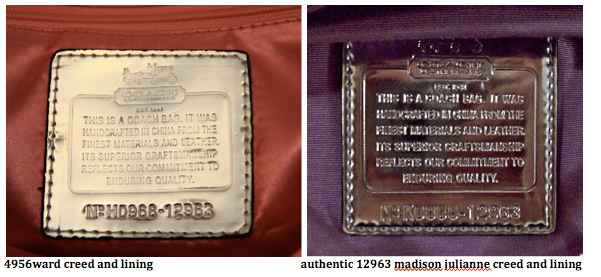 COACH
EST. 1941
THIS IS A COACH BAG. IT WAS
HANDCRAFTED IN CHINA FROM THE
FINEST MATERIALS AND LEATHER.
ITS SUPERIOR CRAFTSMANSHIP
REFLECTS OUR COMMITMENT TO
ENDURING QUALITY.
Nº HD968-12963
4956ward creed and lining
COACH
EST. 1941
THIS IS A COACH BAG. IT WAS
HANDCRAFTED IN CHINA FROM THE
FINEST MATERIALS AND LEATHER.
ITS SUPERIOR CRAFTSMANSHIP
REFLECTS OUR COMMITMENT TO
ENDURING QUALITY.
authentic 12963 madison julianne creed and lining